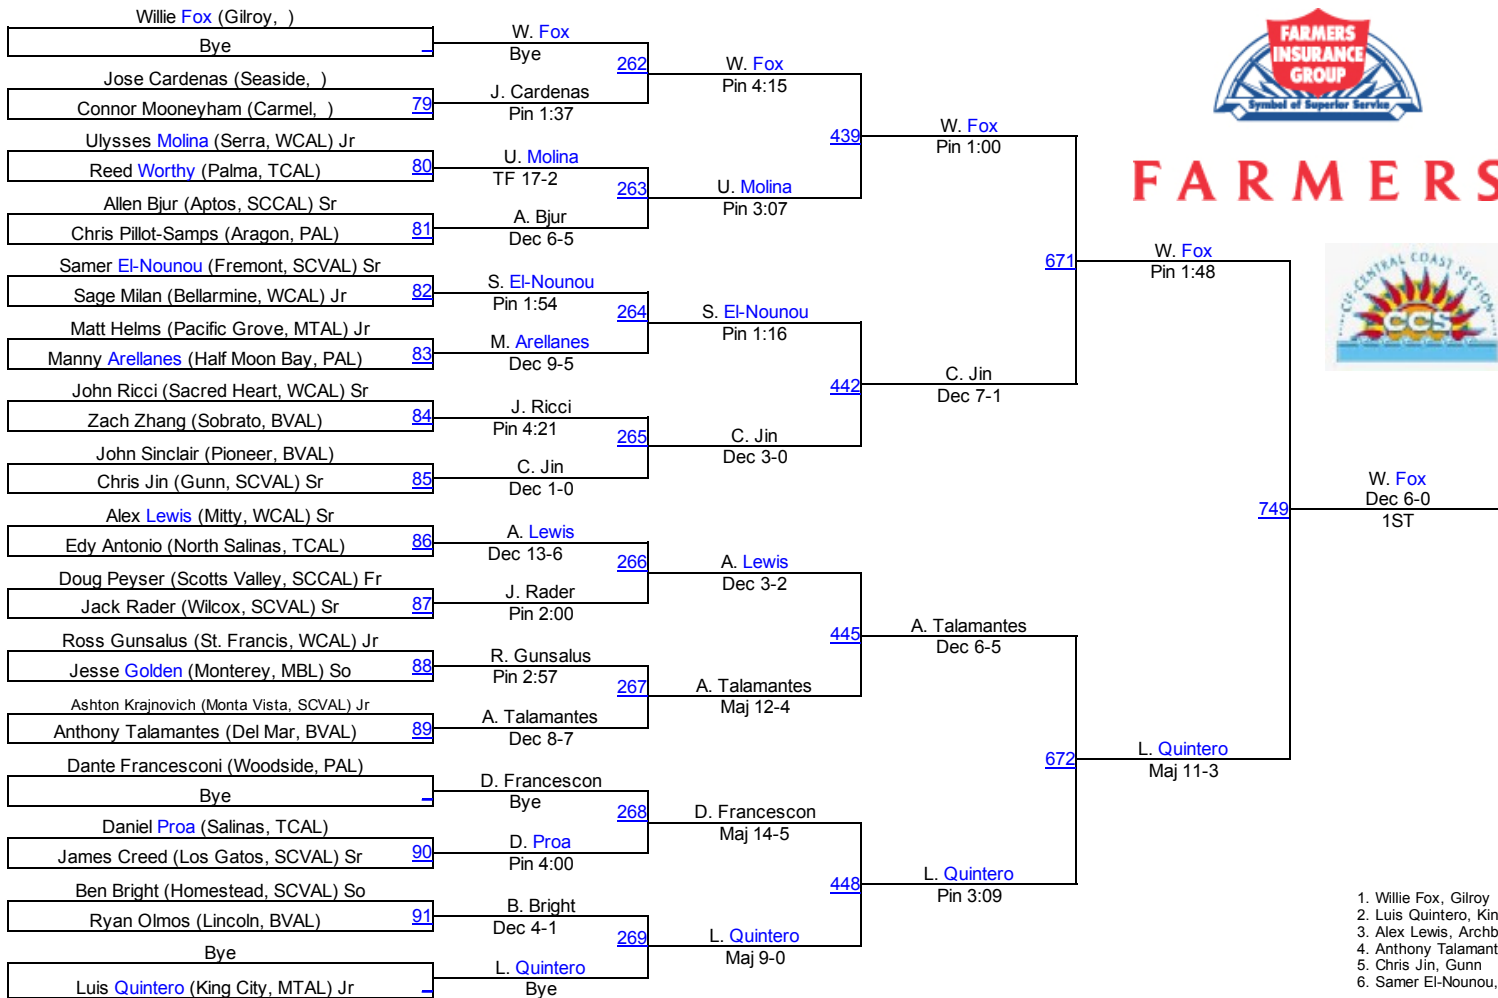 Willie Fox (Gilroy, )
Bye
Jose Cardenas (Seaside, )
Connor Mooneyham (Carmel, )
79
Ulysses Molina (Serra, WCAL) Jr
Reed Worthy (Palma, TCAL)
80
Allen Bjur (Aptos, SCCAL) Sr
Chris Pillot-Samps (Aragon, PAL)
81
Samer El-Nounou (Fremont, SCVAL) Sr
Sage Milan (Bellarmine, WCAL) Jr
82
Matt Helms (Pacific Grove, MTAL) Jr
Manny Arellanes (Half Moon Bay, PAL)
83
John Ricci (Sacred Heart, WCAL) Sr
Zach Zhang (Sobrato, BVAL)
84
John Sinclair (Pioneer, BVAL)
Chris Jin (Gunn, SCVAL) Sr
85
Alex Lewis (Mitty, WCAL) Sr
Edy Antonio (North Salinas, TCAL)
86
Doug Peyser (Scotts Valley, SCCAL) Fr
Jack Rader (Wilcox, SCVAL) Sr
87
Ross Gunsalus (St. Francis, WCAL) Jr
Jesse Golden (Monterey, MBL) So
88
Ashton Krajnovich (Monta Vista, SCVAL) Jr
Anthony Talamantes (Del Mar, BVAL)
89
Dante Francesconi (Woodside, PAL)
Bye
Daniel Proa (Salinas, TCAL)
James Creed (Los Gatos, SCVAL) Sr
90
Ben Bright (Homestead, SCVAL) So
Ryan Olmos (Lincoln, BVAL)
91
Bye
Luis Quintero (King City, MTAL) Jr
W. Fox
Bye
262
J. Cardenas
Pin 1:37
U. Molina
TF 17-2
263
A. Bjur
Dec 6-5
S. El-Nounou
Pin 1:54
264
M. Arellanes
Dec 9-5
J. Ricci
Pin 4:21
265
C. Jin
Dec 1-0
A. Lewis
Dec 13-6
266
J. Rader
Pin 2:00
R. Gunsalus
Pin 2:57
267
A. Talamantes
Dec 8-7
D. Francescon
Bye
268
D. Proa
Pin 4:00
B. Bright
Dec 4-1
269
L. Quintero
Bye
W. Fox
Pin 4:15
439
U. Molina
Pin 3:07
S. El-Nounou
Pin 1:16
442
C. Jin
Dec 3-0
A. Lewis
Dec 3-2
445
A. Talamantes
Maj 12-4
D. Francescon
Maj 14-5
448
L. Quintero
Maj 9-0
W. Fox
Pin 1:00
671
C. Jin
Dec 7-1
A. Talamantes
Dec 6-5
672
L. Quintero
Pin 3:09
W. Fox
Pin 1:48
749
L. Quintero
Maj 11-3
W. Fox
Dec 6-0
1ST
FARMERS
INSURANCE
GROUP
Symbol of Superior Service
FARMERS
CIF-CENTRAL COAST SECTION
CCS
1. Willie Fox, Gilroy
2. Luis Quintero, Kin
3. Alex Lewis, Archb
4. Anthony Talamant
5. Chris Jin, Gunn
6. Samer El-Nounou,